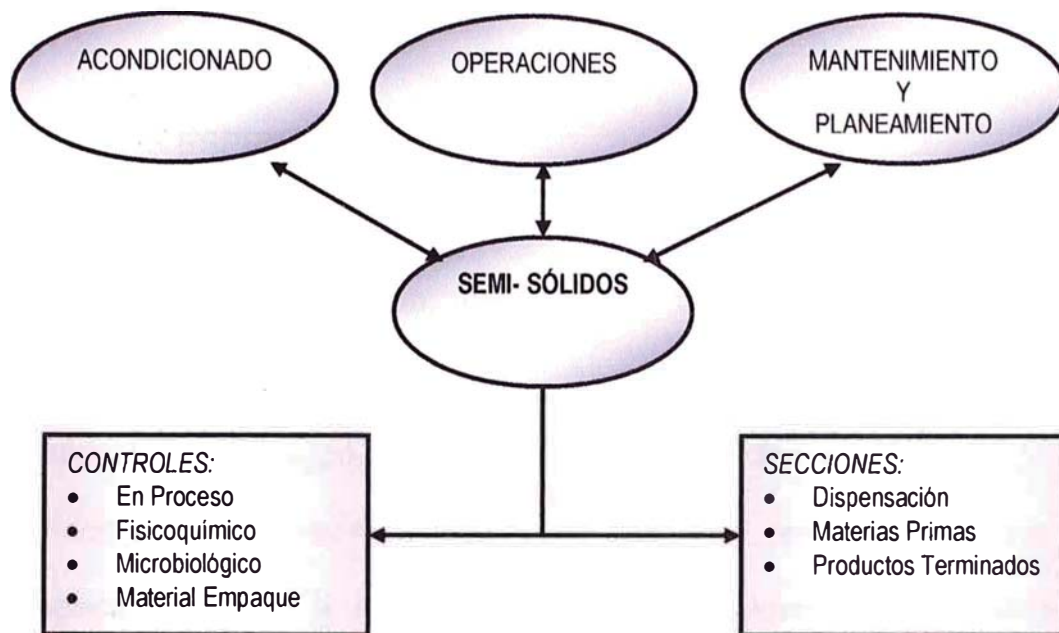 ACONDICIONADO
OPERACIONES
MANTENIMIENTO
Y
PLANEAMIENTO
SEMI- SÓLIDOS
CONTROLES:
• En Proceso
• Fisicoquímico
• Microbiológico
• Material Empaque
SECCIONES:
• Dispensación
• Materias Primas
• Productos Terminados